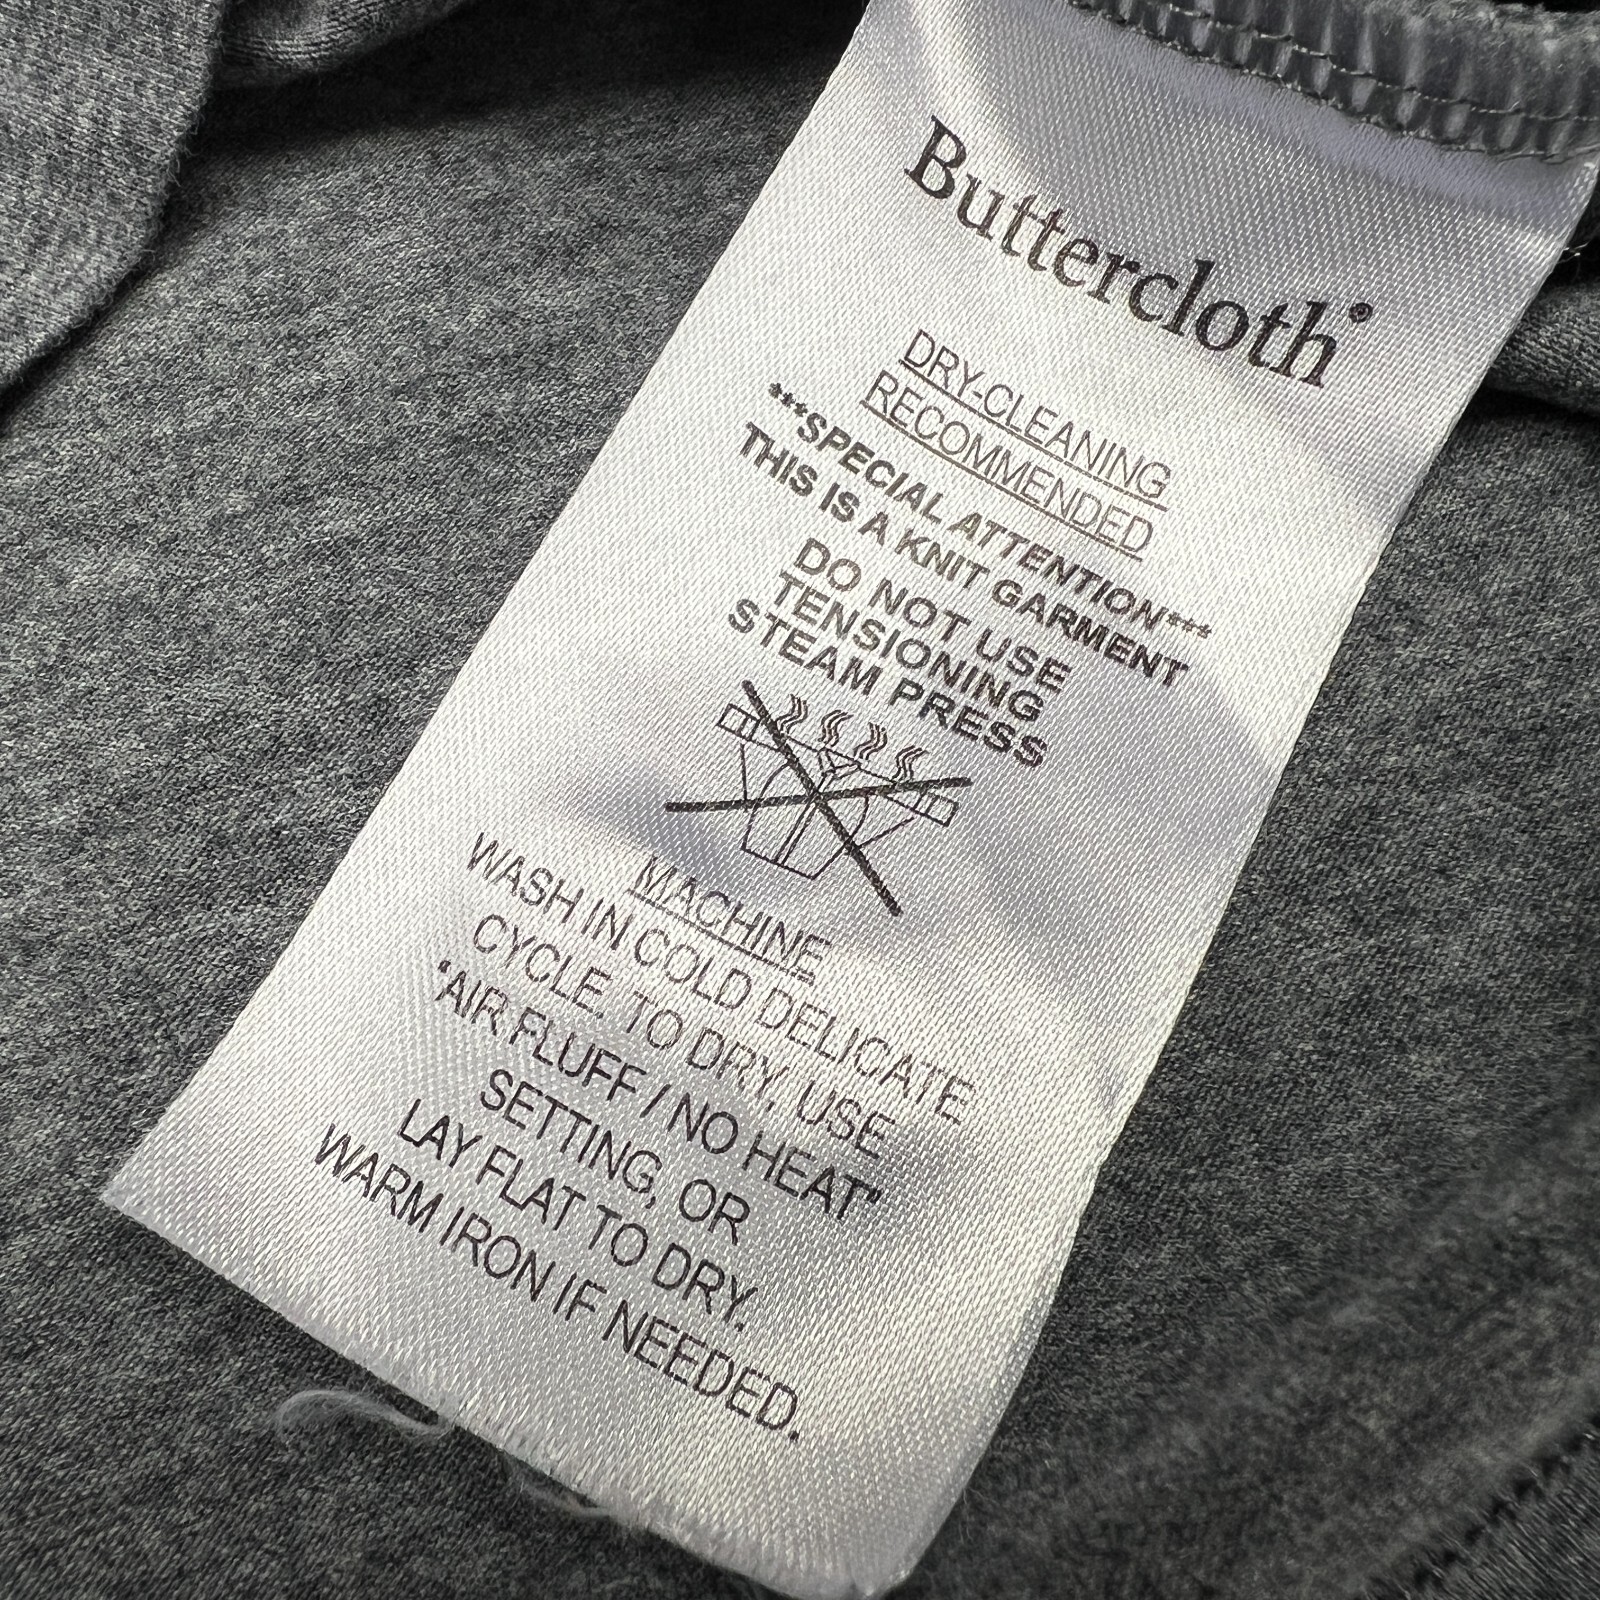 Buttercloth®
DRY-CLEANING
RECOMMENDED
***SPECIAL ATTENTION***
THIS IS A KNIT GARMENT
DO NOT USE
TENSIONING
STEAM PRESS
MACHINE
WASH IN COLD DELICATE
CYCLE. TO DRY, USE
"AIR FLUFF / NO HEAT"
SETTING, OR
LAY FLAT TO DRY.
WARM IRON IF NEEDED.